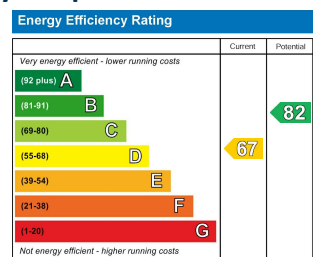 Energy Efficiency Rating
Current Potential
Very energy efficient - lower running costs
(92 plus) A
(81-91) B
82
(69-80) C
(55-68) D
67
(39-54) E
(21-38) F
(1-20) G
Not energy efficient - higher running costs